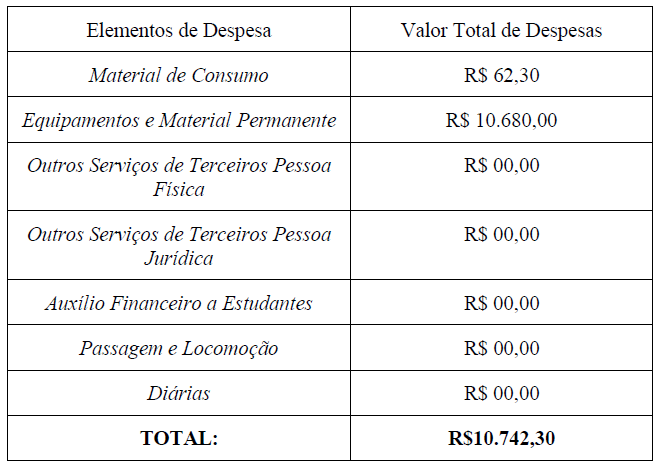 Elementos de Despesa
Valor Total de Despesas
Material de Consumo
R$ 62,30
Equipamentos e Material Permanente
R$ 10.680,00
Outros Serviços de Terceiros Pessoa
Física
R$ 00,00
Outros Serviços de Terceiros Pessoa
Jurídica
R$ 00,00
Auxílio Financeiro a Estudantes
R$ 00,00
Passagem e Locomoção
R$ 00,00
Diárias
R$ 00,00
TOTAL:
R$10.742,30